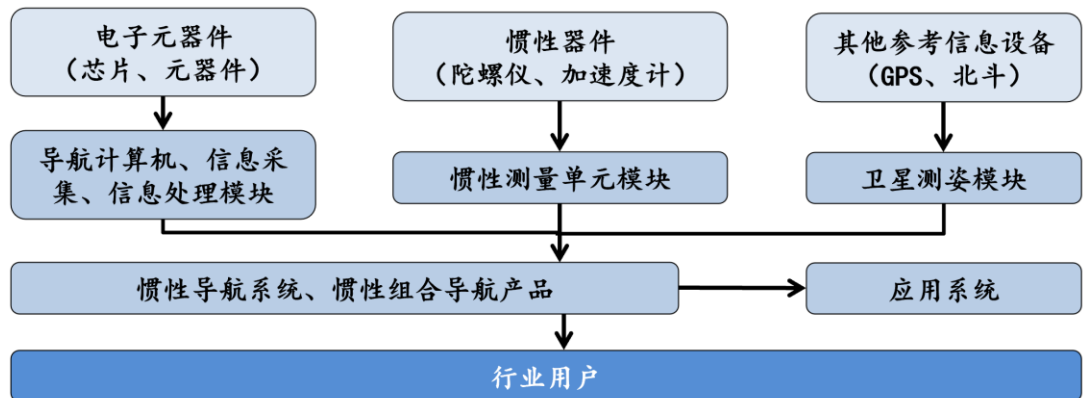 电子元器件
（芯片、元器件）
惯性器件
（陀螺仪、加速度计）
其他参考信息设备
（GPS、北斗）
导航计算机、信息采
集、信息处理模块
惯性测量单元模块
卫星测姿模块
惯性导航系统、惯性组合导航产品
应用系统
行业用户